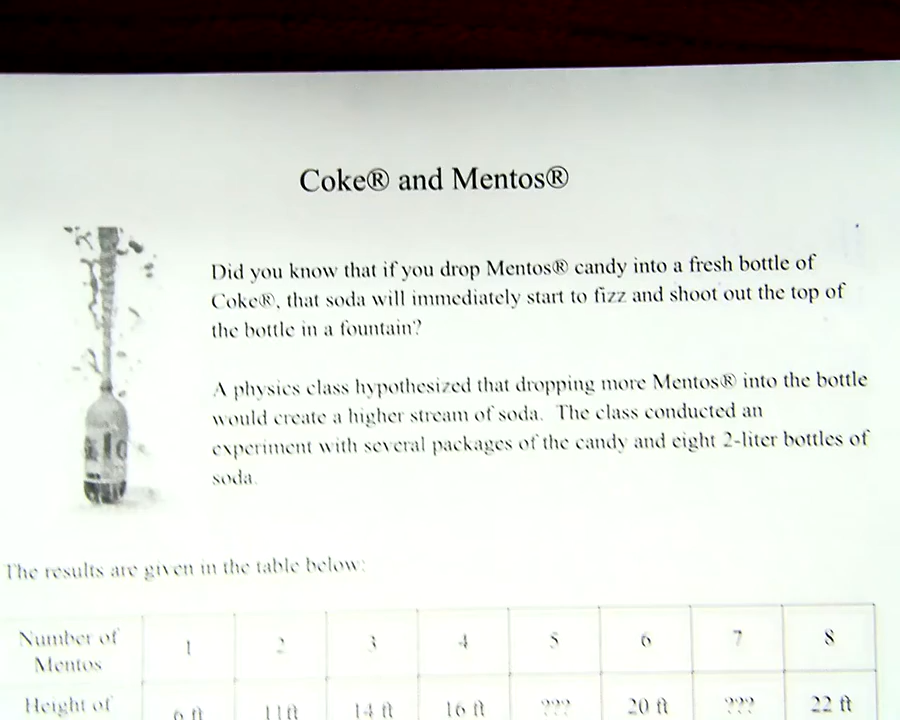 Coke® and Mentos®
Did you know that if you drop Mentos® candy into a fresh bottle of
Coke®, that soda will immediately start to fizz and shoot out the top of
the bottle in a fountain?
A physics class hypothesized that dropping more Mentos® into the bottle
would create a higher stream of soda. The class conducted an
experiment with several packages of the candy and eight 2-liter bottles of
soda.
The results are given in the table below:
Number of 1 2 3 4 5 6 7 8
Mentos
Height of 6 ft 11ft 14 ft 16 ft ??? 20 ft ??? 22 ft